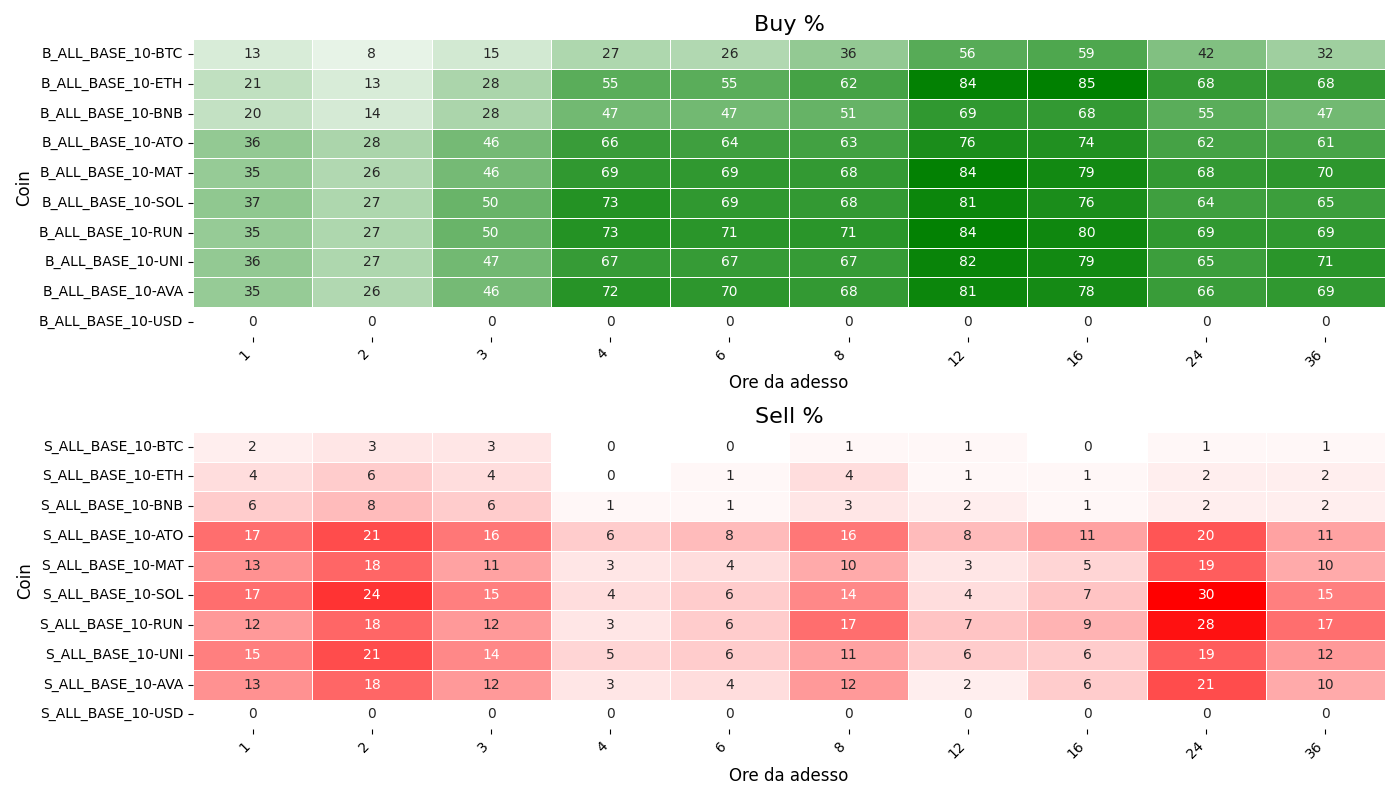 Buy %
Coin
B_ALL_BASE_10-BTC 13 8 15 27 26 36 56 59 42 32
B_ALL_BASE_10-ETH 21 13 28 55 55 62 84 85 68 68
B_ALL_BASE_10-BNB 20 14 28 47 47 51 69 68 55 47
B_ALL_BASE_10-ATO 36 28 46 66 64 63 76 74 62 61
B_ALL_BASE_10-MAT 35 26 46 69 69 68 84 79 68 70
B_ALL_BASE_10-SOL 37 27 50 73 69 68 81 76 64 65
B_ALL_BASE_10-RUN 35 27 50 73 71 71 84 80 69 69
B_ALL_BASE_10-UNI 36 27 47 67 67 67 82 79 65 71
B_ALL_BASE_10-AVA 35 26 46 72 70 68 81 78 66 69
B_ALL_BASE_10-USD 0 0 0 0 0 0 0 0 0 0
1 2 3 4 6 8 12 16 24 36
Ore da adesso
Sell %
Coin
S_ALL_BASE_10-BTC 2 3 3 0 0 1 1 0 1 1
S_ALL_BASE_10-ETH 4 6 4 0 1 4 1 1 2 2
S_ALL_BASE_10-BNB 6 8 6 1 1 3 2 1 2 2
S_ALL_BASE_10-ATO 17 21 16 6 8 16 8 11 20 11
S_ALL_BASE_10-MAT 13 18 11 3 4 10 3 5 19 10
S_ALL_BASE_10-SOL 17 24 15 4 6 14 4 7 30 15
S_ALL_BASE_10-RUN 12 18 12 3 6 17 7 9 28 17
S_ALL_BASE_10-UNI 15 21 14 5 6 11 6 6 19 12
S_ALL_BASE_10-AVA 13 18 12 3 4 12 2 6 21 10
S_ALL_BASE_10-USD 0 0 0 0 0 0 0 0 0 0
1 2 3 4 6 8 12 16 24 36
Ore da adesso